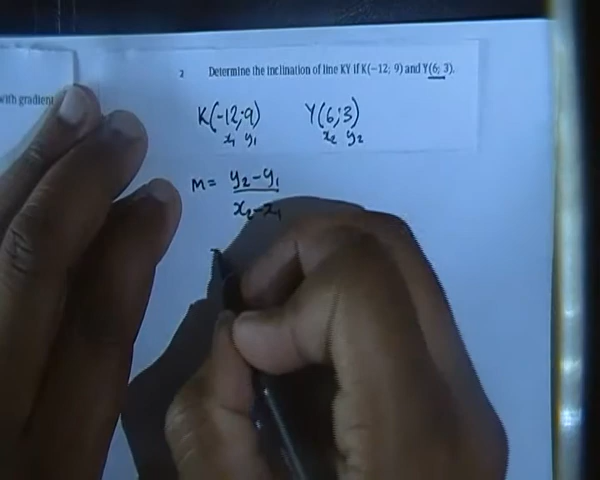 2 Determine the inclination of line KY if K(−12; 9) and Y(6; 3).
with gradient
K(-12;9) Y(6;3)
x₁ y₁ x₂ y₂
M = y₂-y₁
x₂-x₁